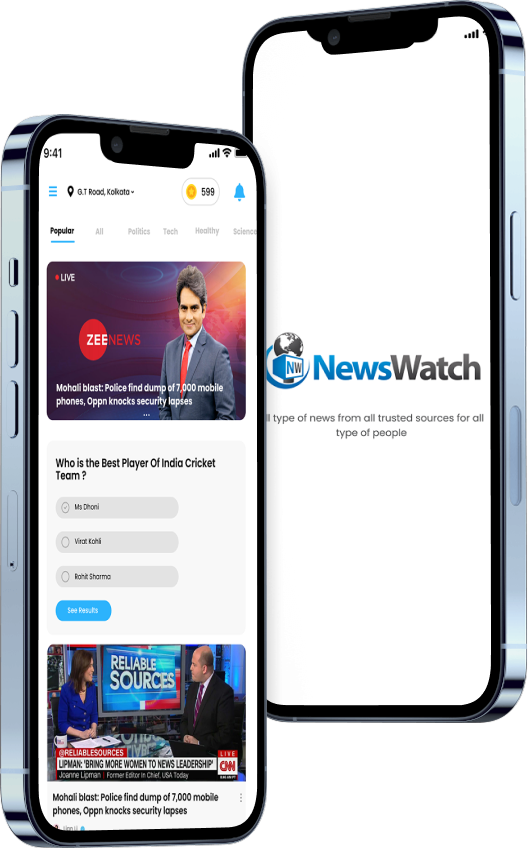 9:41
G.T Road, Kolkata
599
Popular
All
Politics
Tech
Healthy
Science
LIVE
ZEENEWS
Mohali blast: Police find dump of 7,000 mobile
phones, Oppn knocks security lapses
Who is the Best Player Of India Cricket
Team ?
Ms Dhoni
Virat Kohli
Rohit Sharma
See Results
RELIABLE
SOURCES
@RELIABLESOURCES
LIPMAN: 'BRING MORE WOMEN TO NEWS LEADERSHIP'
Joanne Lipman Former Editor In Chief, USA Today
LIVE
CNN
Mohali blast: Police find dump of 7,000 mobile
phones, Oppn knocks security lapses
NW
NewsWatch
type of news from all trusted sources for all
type of people